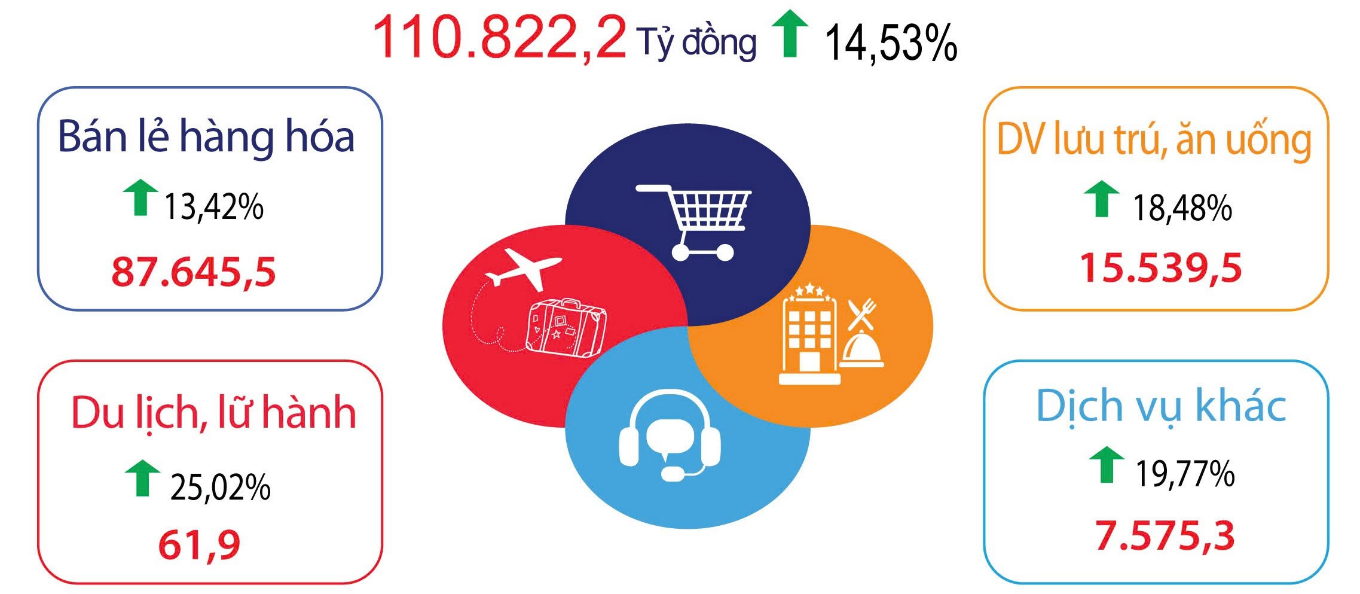 110.822,2 Tỷ đồng 14,53%
Bán lẻ hàng hóa
13,42%
87.645,5
DV lưu trú, ăn uống
18,48%
15.539,5
Du lịch, lữ hành
25,02%
61,9
Dịch vụ khác
19,77%
7.575,3